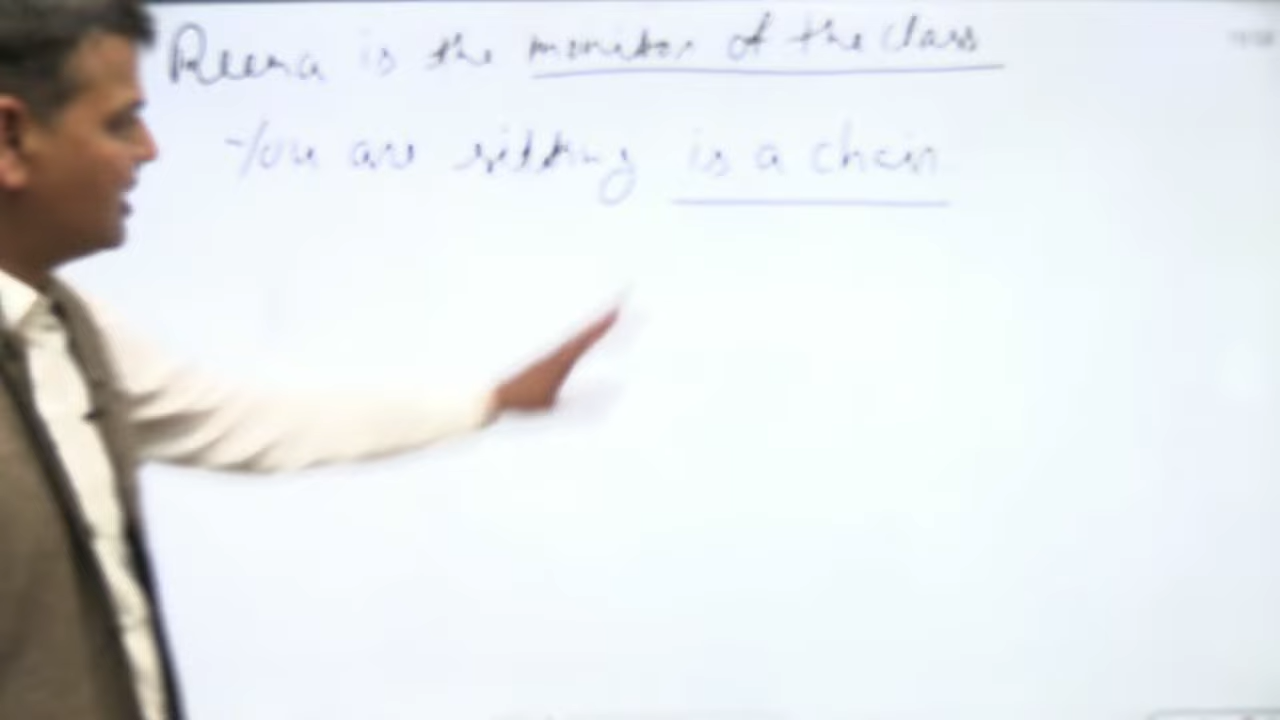 Reena is the monitor of the class
You are sitting is a chair